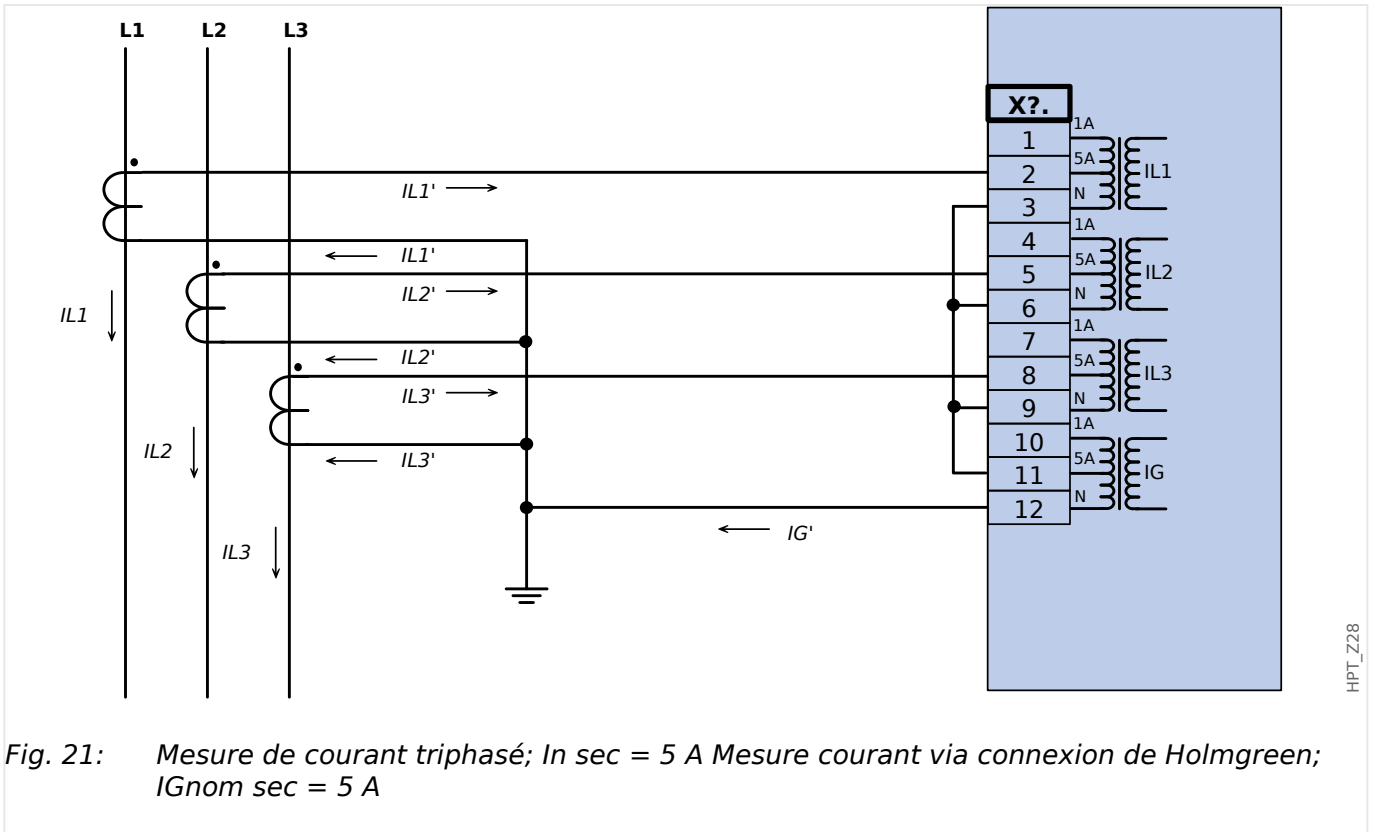 L1 L2 L3
X?.
1A
1
5A
2
IL1
IL1'
N
3
1A
4
IL1'
5A
5
IL2
IL2'
N
6
IL1
1A
7
IL2'
5A
8
IL3
IL3'
N
9
1A
10
IL2
IL3'
5A
11
IG
N
12
IG'
IL3
HPT_Z28
Fig. 21: Mesure de courant triphasé; In sec = 5 A Mesure courant via connexion de Holmgreen;
IGnom sec = 5 A